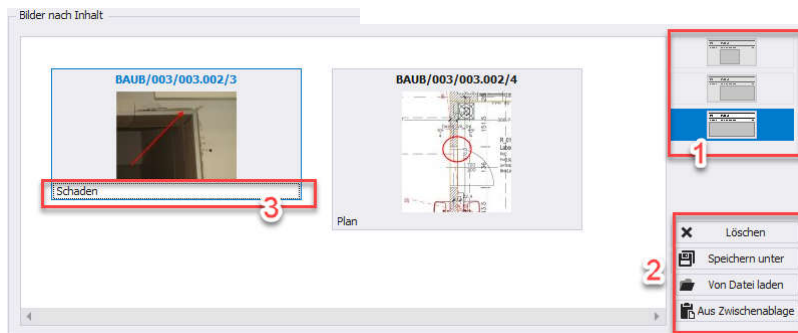 Bilder nach Inhalt
BAUB/003/003.002/3
BAUB/003/003.002/4
1
Schaden
3
Plan
2
Löschen
Speichern unter
Von Datei laden
Aus Zwischenablage